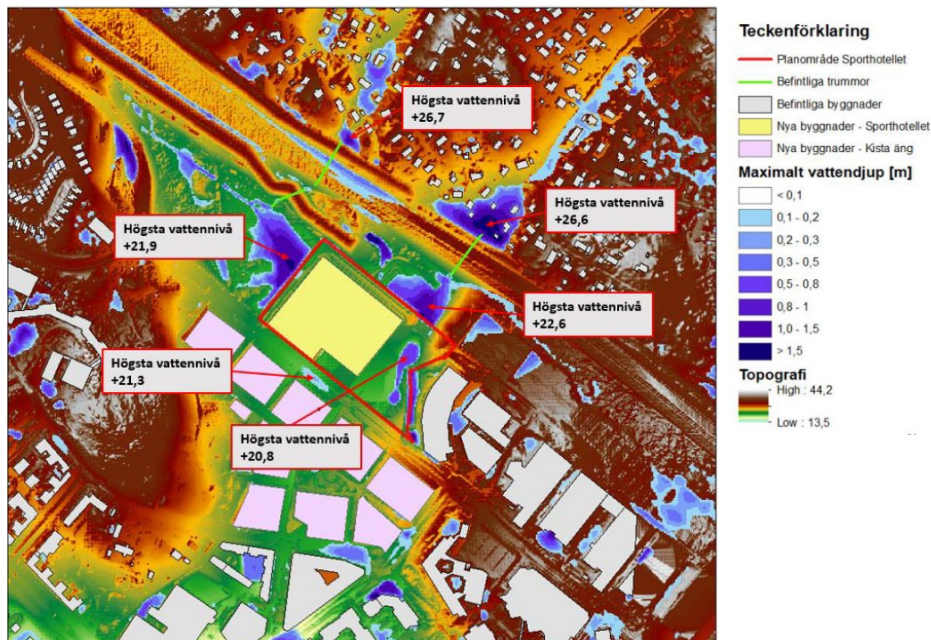 Högsta vattennivå
+26,7
Högsta vattennivå
+26,6
Högsta vattennivå
+21,9
Högsta vattennivå
+22,6
Högsta vattennivå
+21,3
Högsta vattennivå
+20,8
Teckenförklaring
Planområde Sporthotellet
Befintliga trummor
Befintliga byggnader
Nya byggnader - Sporthotellet
Nya byggnader - Kista äng
Maximalt vattendjup [m]
< 0,1
0,1 - 0,2
0,2 - 0,3
0,3 - 0,5
0,5 - 0,8
0,8 - 1
1,0 - 1,5
> 1,5
Topografi
High : 44,2
Low : 13,5